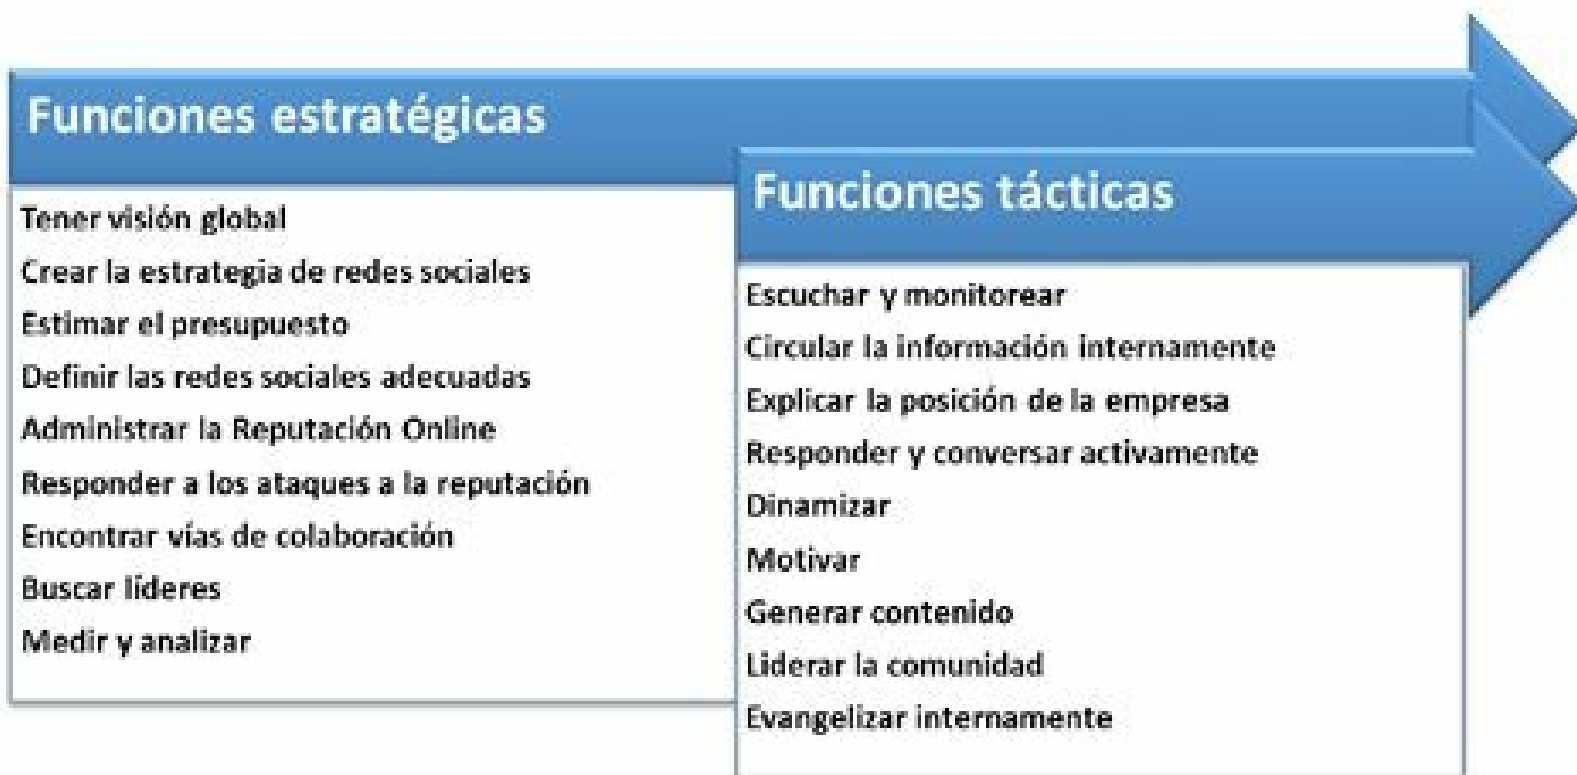 Funciones estratégicas
Tener visión global
Crear la estrategia de redes sociales
Estimar el presupuesto
Definir las redes sociales adecuadas
Administrar la Reputación Online
Responder a los ataques a la reputación
Encontrar vías de colaboración
Buscar líderes
Medir y analizar
Funciones tácticas
Escuchar y monitorear
Circular la información internamente
Explicar la posición de la empresa
Responder y conversar activamente
Dinamizar
Motivar
Generar contenido
Liderar la comunidad
Evangelizar internamente